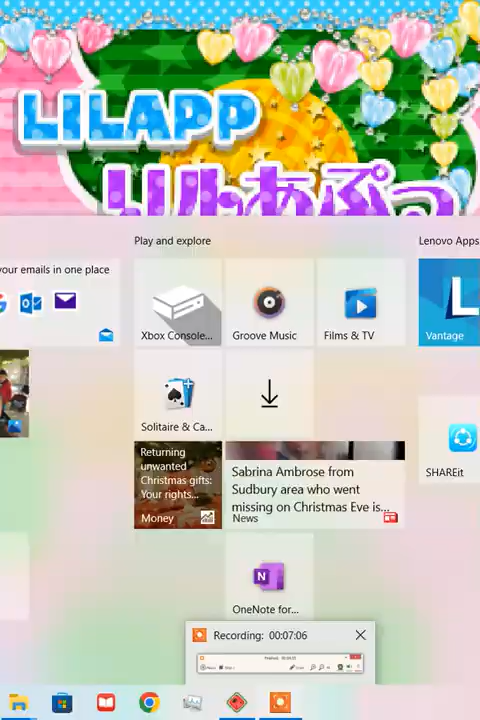 LILAPP
りルあぷっ
your emails in one place
Play and explore
Lenovo Apps
Xbox Console...
Groove Music
Films & TV
Vantage
Solitaire & Ca...
SHAREit
Returning
unwanted
Christmas gifts:
Your rights...
Money
Sabrina Ambrose from
Sudbury area who went
missing on Christmas Eve is...
News
N
OneNote for...
Recording: 00:07:06